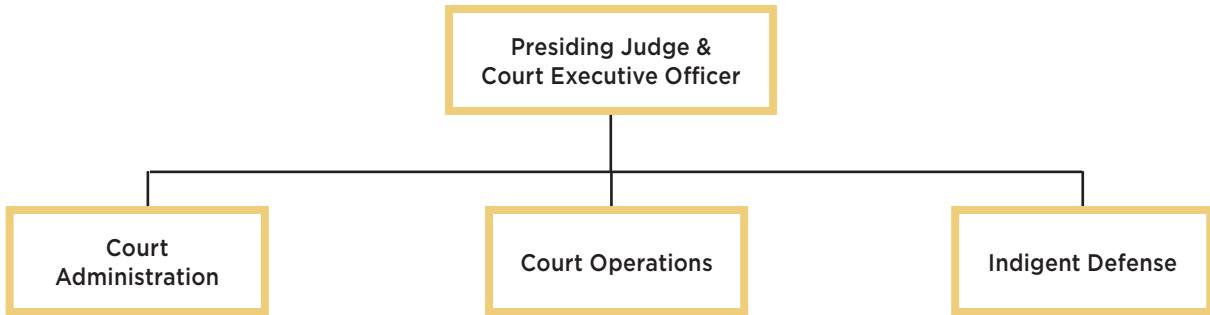 Presiding Judge &
Court Executive Officer
Court
Administration
Court Operations
Indigent Defense